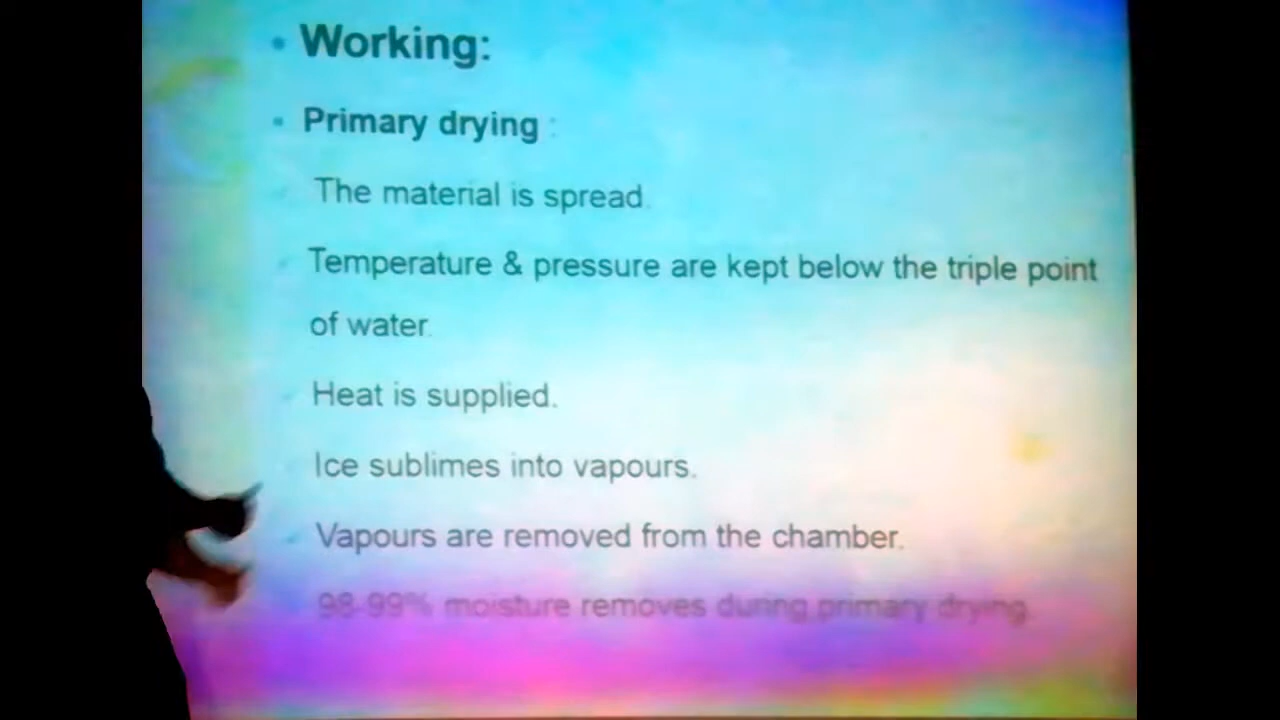 • Working:
• Primary drying :
The material is spread.
Temperature & pressure are kept below the triple point
of water.
Heat is supplied.
Ice sublimes into vapours.
Vapours are removed from the chamber.
98-99% moisture removes during primary drying.